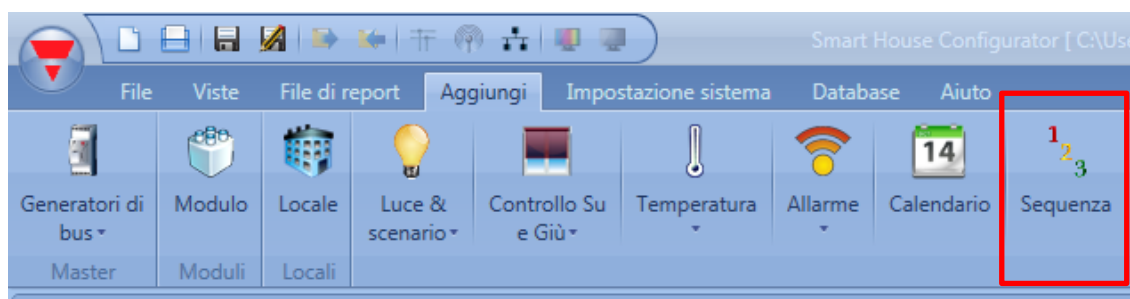 Smart House Configurator [ C:\Us
File Viste File di report Aggiungi Impostazione sistema Database Aiuto
14
1
2
3
Generatori di bus Modulo Locale Luce & scenario Controllo Su e Giù Temperatura Allarme Calendario Sequenza
Master Moduli Locali